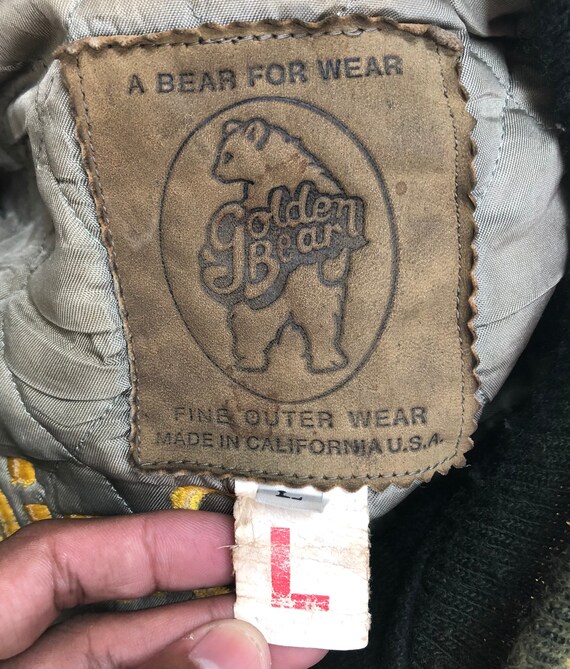 A BEAR FOR WEAR
Golden
Bear
FINE OUTER WEAR
MADE IN CALIFORNIA U.S.A.
L
L